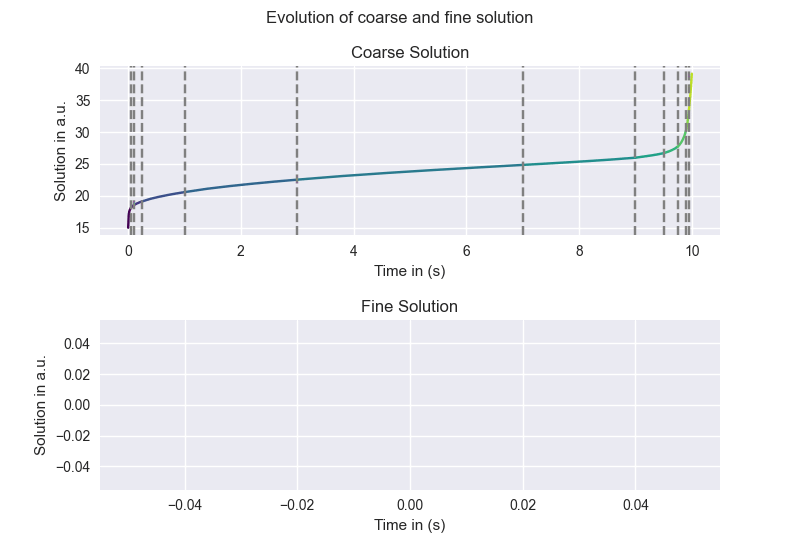 Evolution of coarse and fine solution
Coarse Solution
40
35
30
25
20
15
Solution in a.u.
0 2 4 6 8 10
Time in (s)
Fine Solution
0.04
0.02
0.00
−0.02
−0.04
Solution in a.u.
−0.04 −0.02 0.00 0.02 0.04
Time in (s)